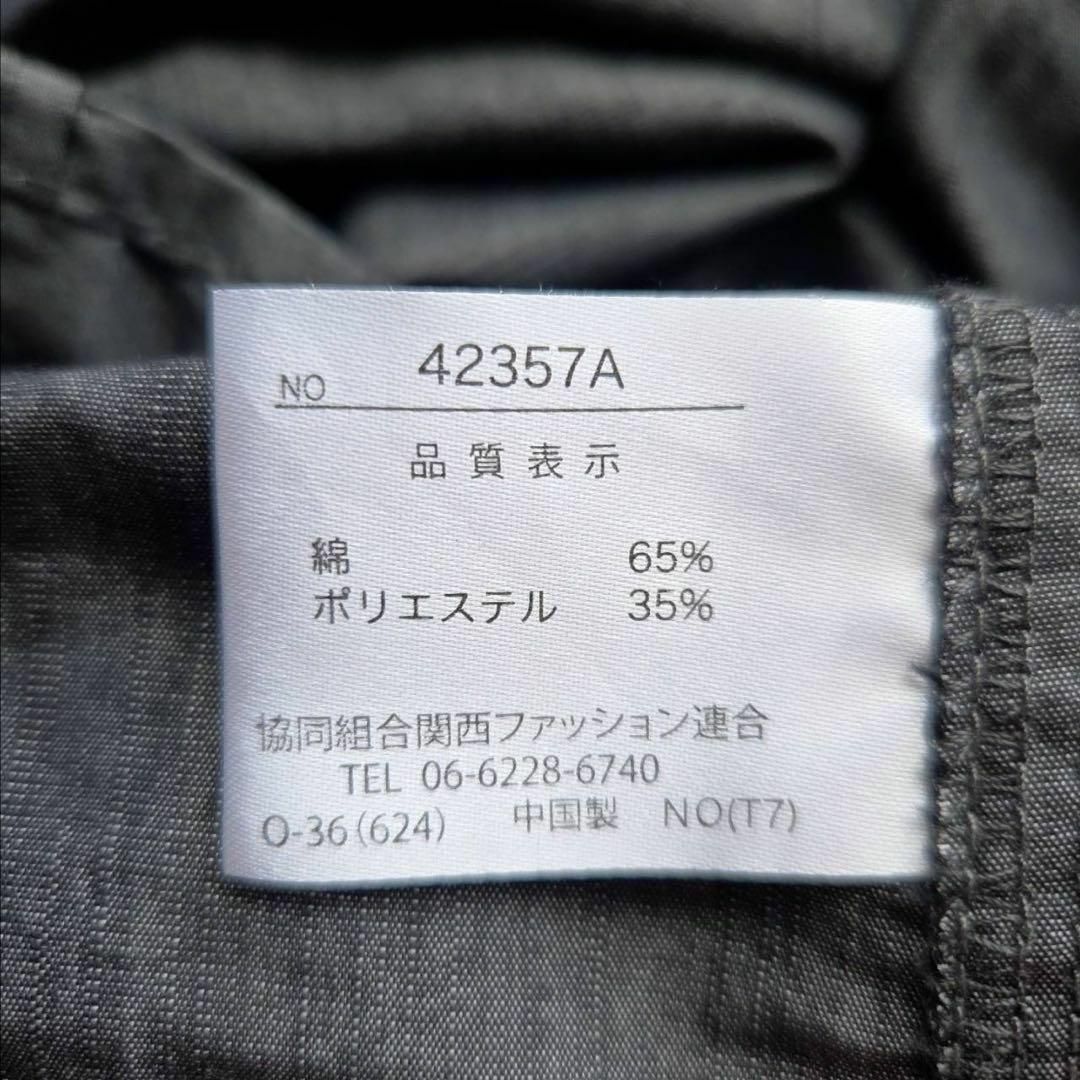 NO 42357A
品質表示
綿 65%
ポリエステル 35%
協同組合関西ファッション連合
TEL 06-6228-6740
O-36(624) 中国製 NO(T7)